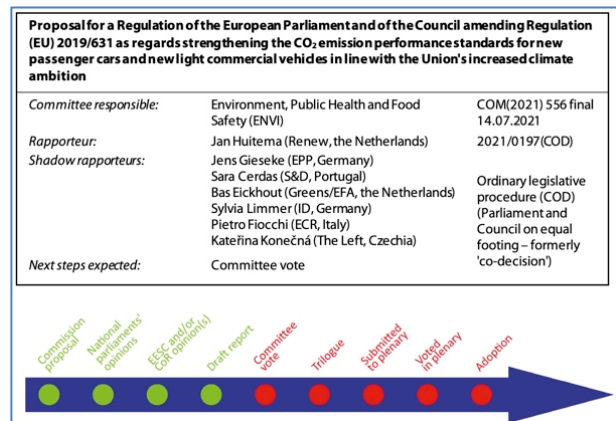 Proposal for a Regulation of the European Parliament and of the Council amending Regulation
(EU) 2019/631 as regards strengthening the CO₂ emission performance standards for new
passenger cars and new light commercial vehicles in line with the Union's increased climate
ambition
Committee responsible: Environment, Public Health and Food COM(2021) 556 final
Safety (ENVI) 14.07.2021
Rapporteur: Jan Huitema (Renew, the Netherlands) 2021/0197(COD)
Shadow rapporteurs: Jens Gieseke (EPP, Germany)
Sara Cerdas (S&D, Portugal)
Bas Eickhout (Greens/EFA, the Netherlands) Ordinary legislative
Sylvia Limmer (ID, Germany) procedure (COD)
Pietro Fiocchi (ECR, Italy) (Parliament and
Kateřina Konečná (The Left, Czechia) Council on equal
footing – formerly
Next steps expected: Committee vote 'co-decision')
Commission
proposal
National
parliaments'
opinions
EESC and/or
CoR opinion(s)
Draft report
Committee
vote
Trilogue
Submitted
to plenary
Voted
in plenary
Adoption